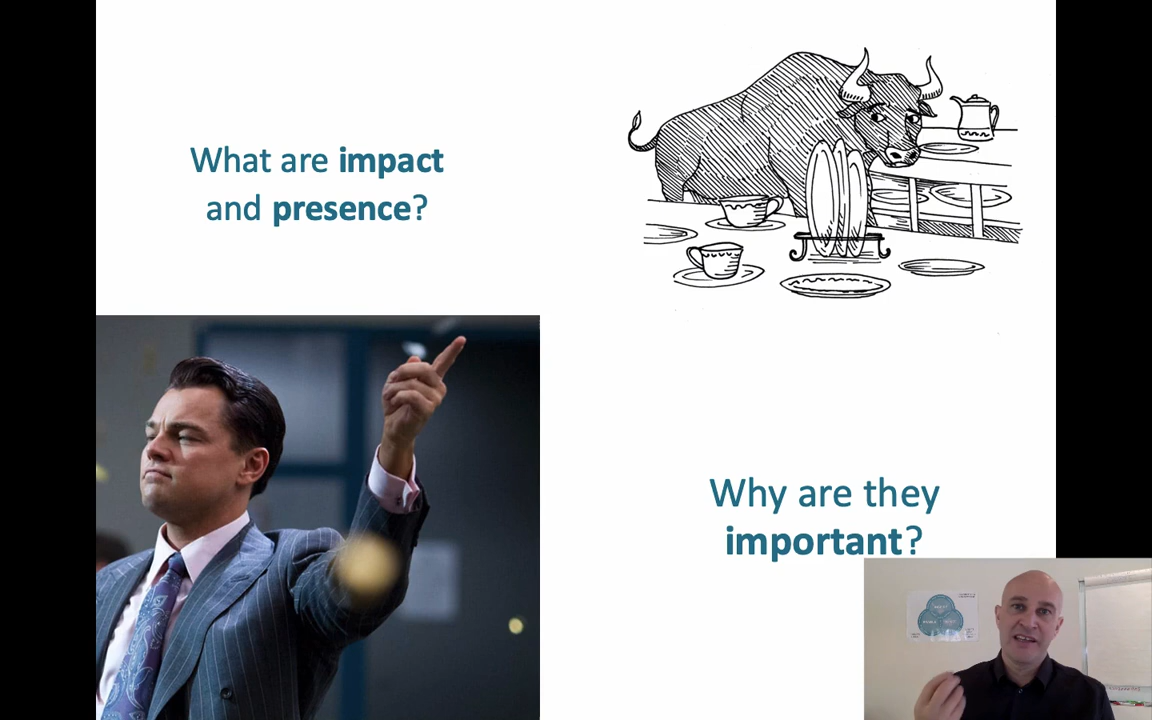 What are impact
and presence?
Why are they
important?